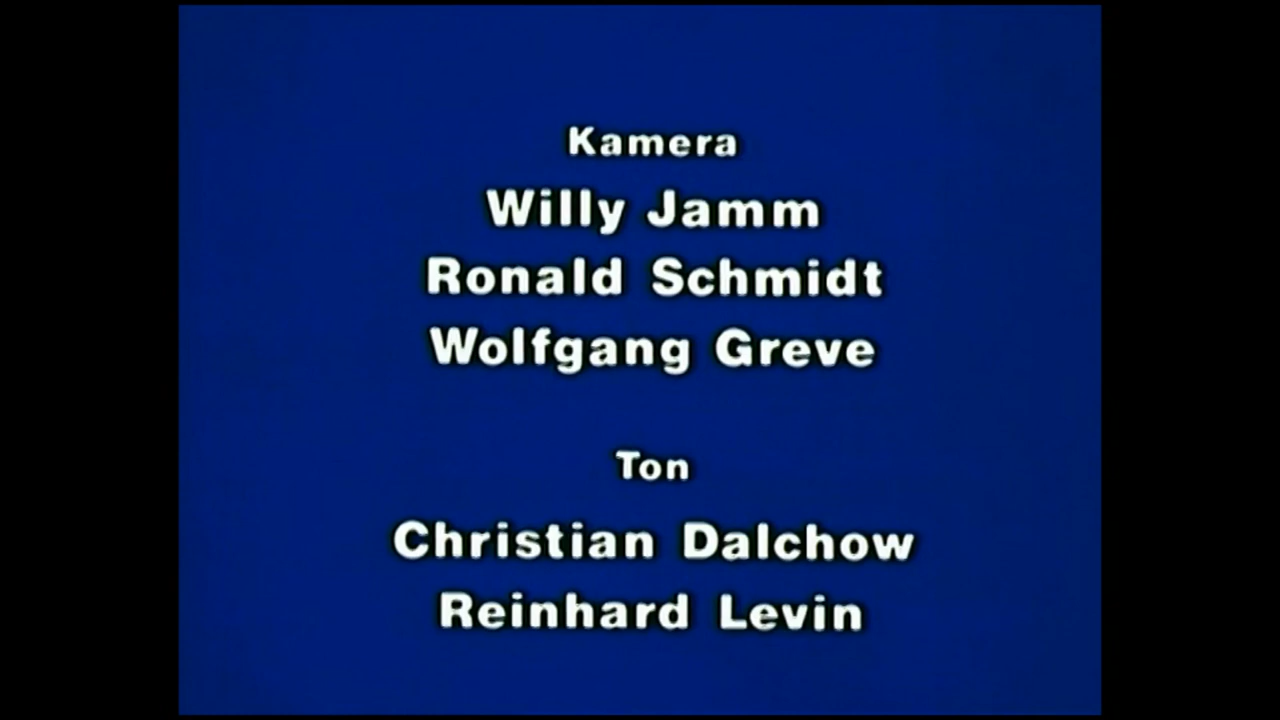 Kamera
Willy Jamm
Ronald Schmidt
Wolfgang Greve
Ton
Christian Dalchow
Reinhard Levin